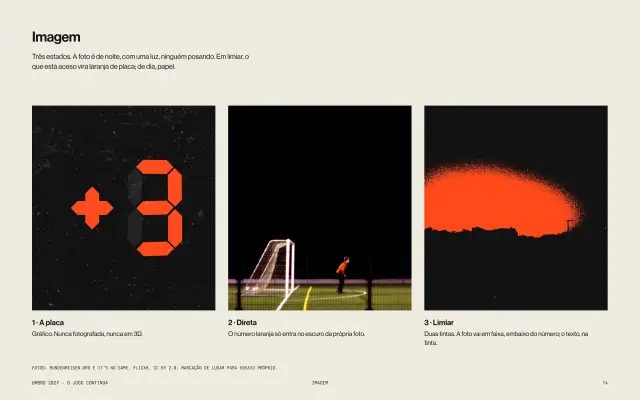 Imagem
Três estados. A foto é de noite, com uma luz, ninguém posando. Em limiar, o
que está aceso vira laranja de placa; de dia, papel.
+3
1 · A placa
Gráfico. Nunca fotografada, nunca em 3D.
2 · Direta
O número laranja só entra no escuro da própria foto.
3 · Limiar
Duas tintas. A foto vai em faixa, embaixo do número; o texto, na
tinta.
FOTOS: RUNDENREISEN.ORG E IT'S NO GAME, FLICKR, CC BY 2.0. MARCAÇÃO DE LUGAR PARA ENSAIO PRÓPRIO.
UMBRO 2027 · O JOGO CONTINUA
IMAGEM
14